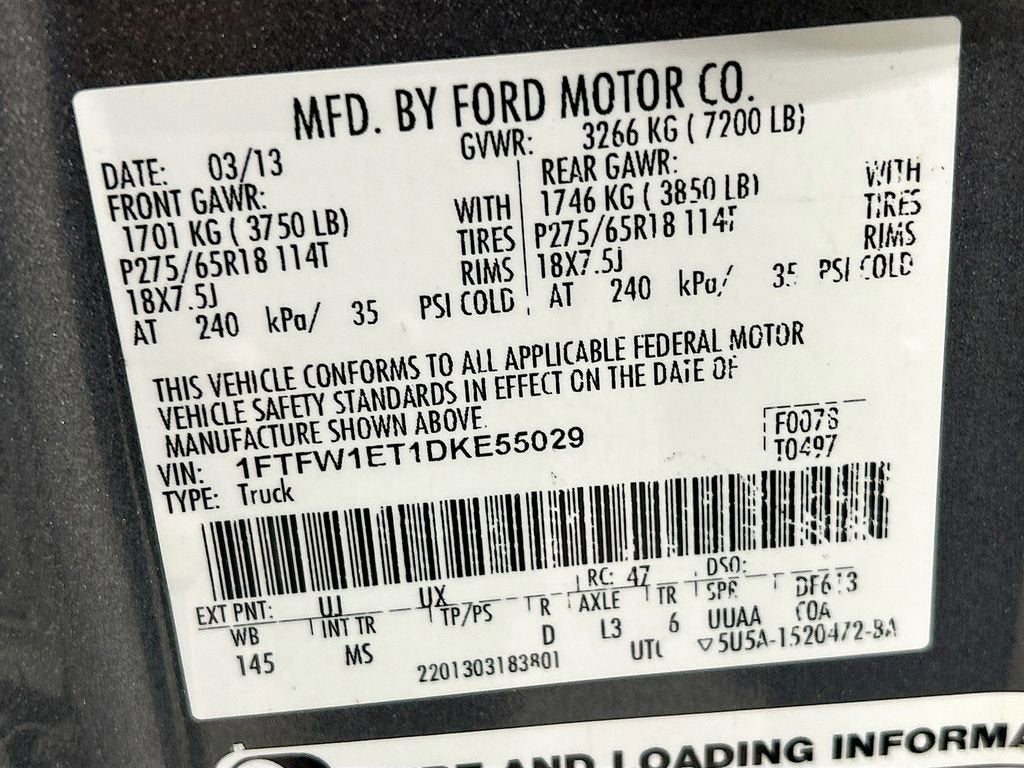 MFD. BY FORD MOTOR CO.
DATE: 03/13 GVWR: 3266 KG ( 7200 LB)
FRONT GAWR: REAR GAWR:
1701 KG ( 3750 LB) WITH 1746 KG ( 3850 LB) WITH
P275/65R18 114T TIRES P275/65R18 114T TIRES
18X7.5J RIMS 18X7.5J RIMS
AT 240 kPa/ 35 PSI COLD AT 240 kPa/ 35 PSI COLD
THIS VEHICLE CONFORMS TO ALL APPLICABLE FEDERAL MOTOR
VEHICLE SAFETY STANDARDS IN EFFECT ON THE DATE OF
MANUFACTURE SHOWN ABOVE.
VIN: 1FTFW1ET1DKE55029 F0078
TYPE: Truck T0497
EXT PNT: UJ UX RC: 47 DSO:
WB INT TR TP/PS R AXLE TR SPR DF613
145 MS D L3 6 UUAA COA
2201303183801 UTC ▽5U5A-1520472-BA
AND LOADING INFORMA